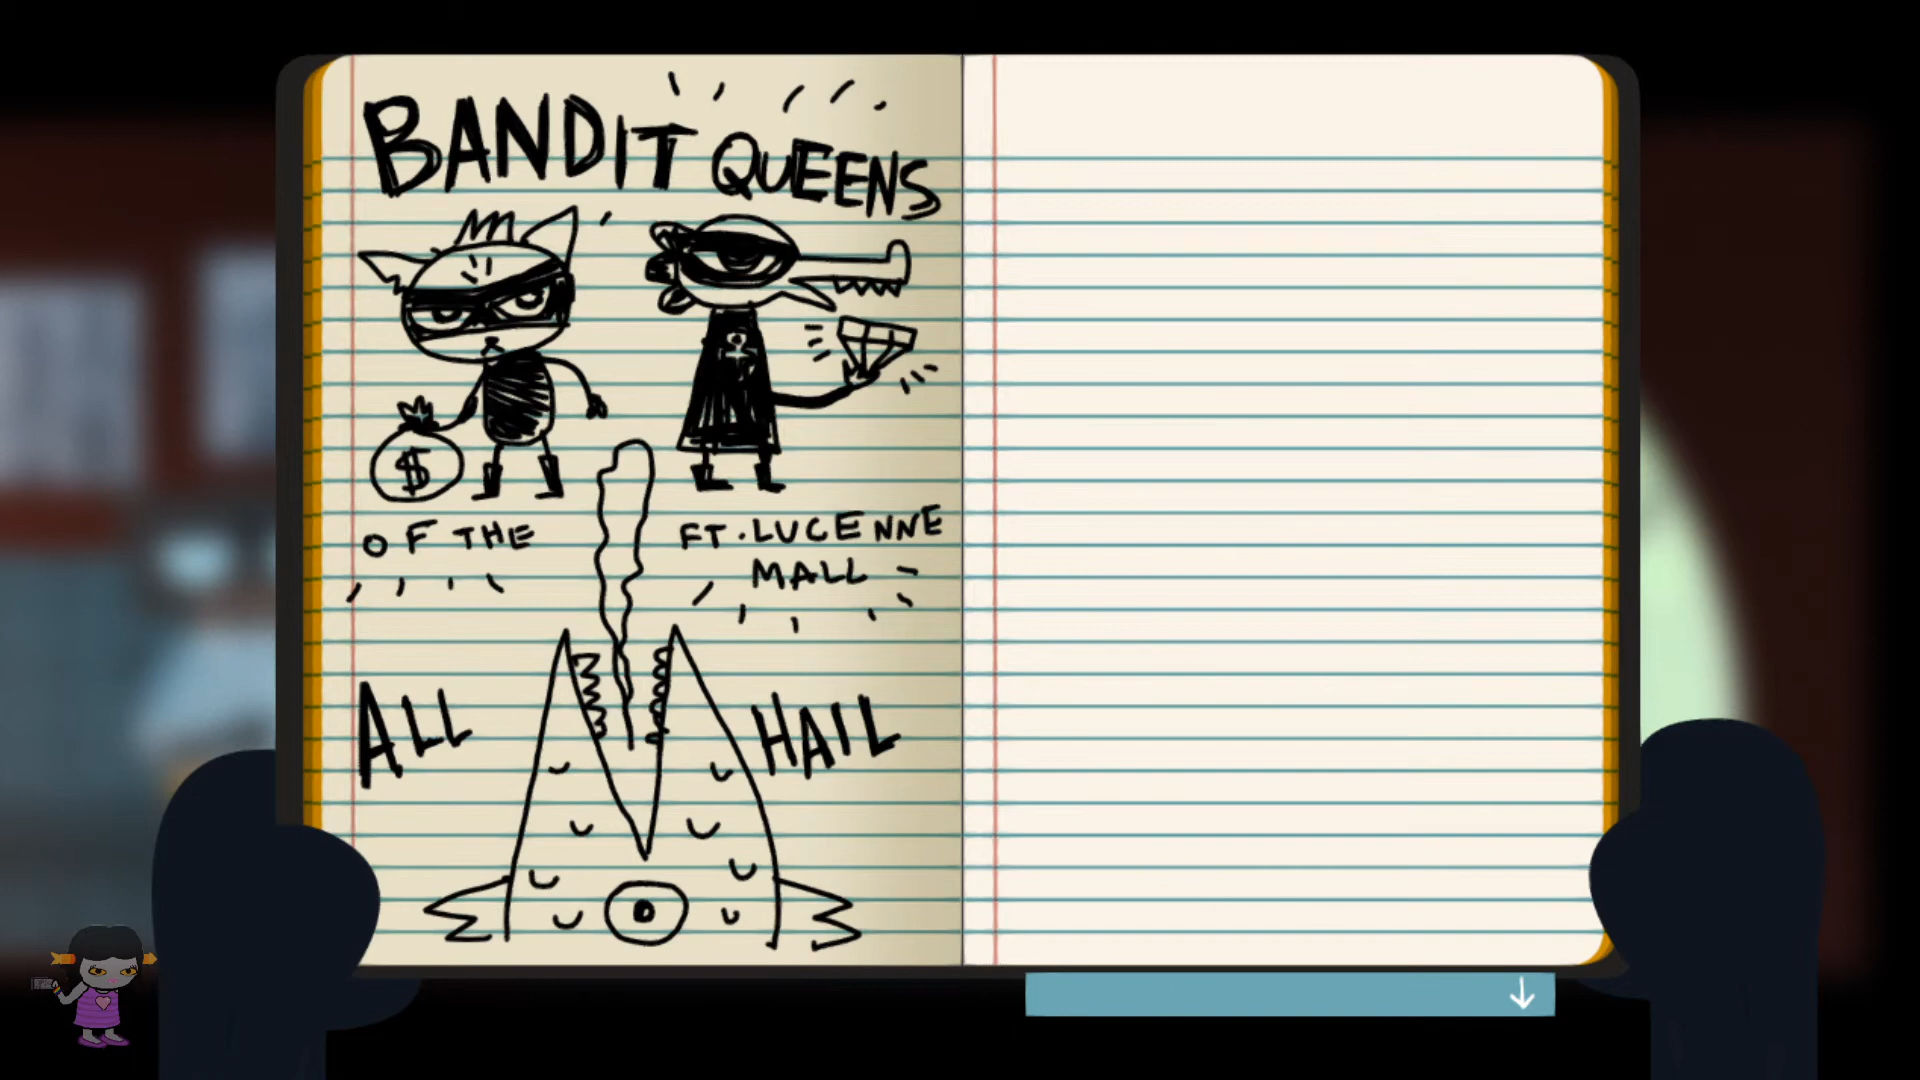 BANDIT QUEENS
$
OF THE FT. LUCENNE
MALL
ALL HAIL